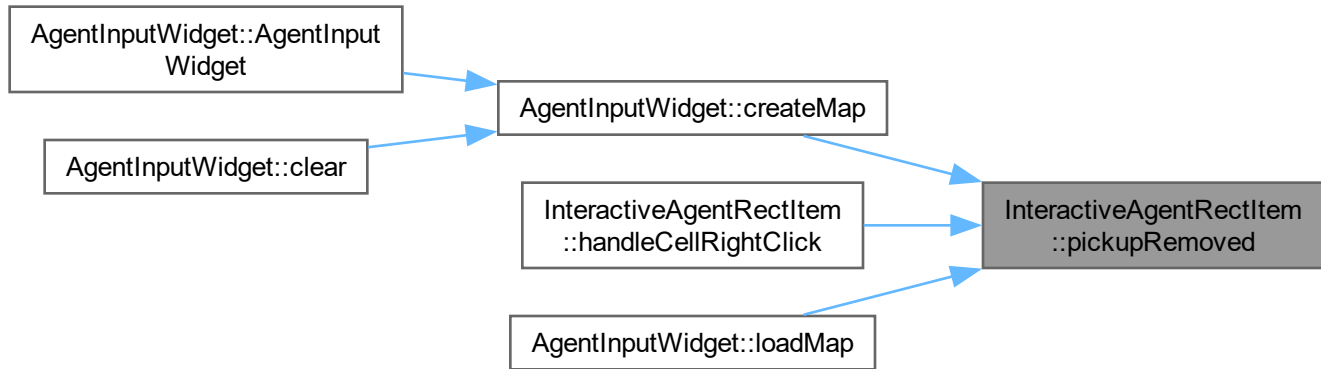 AgentInputWidget::AgentInput
Widget
AgentInputWidget::createMap
AgentInputWidget::clear
InteractiveAgentRectItem
::handleCellRightClick
InteractiveAgentRectItem
::pickupRemoved
AgentInputWidget::loadMap